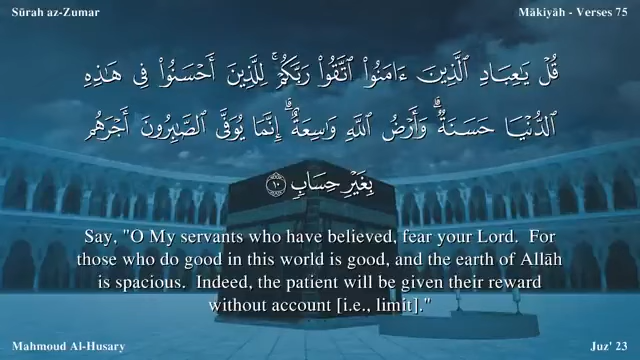 Sūrah az-Zumar
Mākiyāh - Verses 75
قُلْ يَٰعِبَادِ ٱلَّذِينَ ءَامَنُوا۟ ٱتَّقُوا۟ رَبَّكُمْ ۚ لِلَّذِينَ أَحْسَنُوا۟ فِى هَٰذِهِ
ٱلدُّنْيَا حَسَنَةٌ ۗ وَأَرْضُ ٱللَّهِ وَٰسِعَةٌ ۗ إِنَّمَا يُوَفَّى ٱلصَّٰبِرُونَ أَجْرَهُم
بِغَيْرِ حِسَابٍ ١٠
Say, "O My servants who have believed, fear your Lord. For
those who do good in this world is good, and the earth of Allāh
is spacious. Indeed, the patient will be given their reward
without account [i.e., limit]."
Mahmoud Al-Husary
Juz' 23